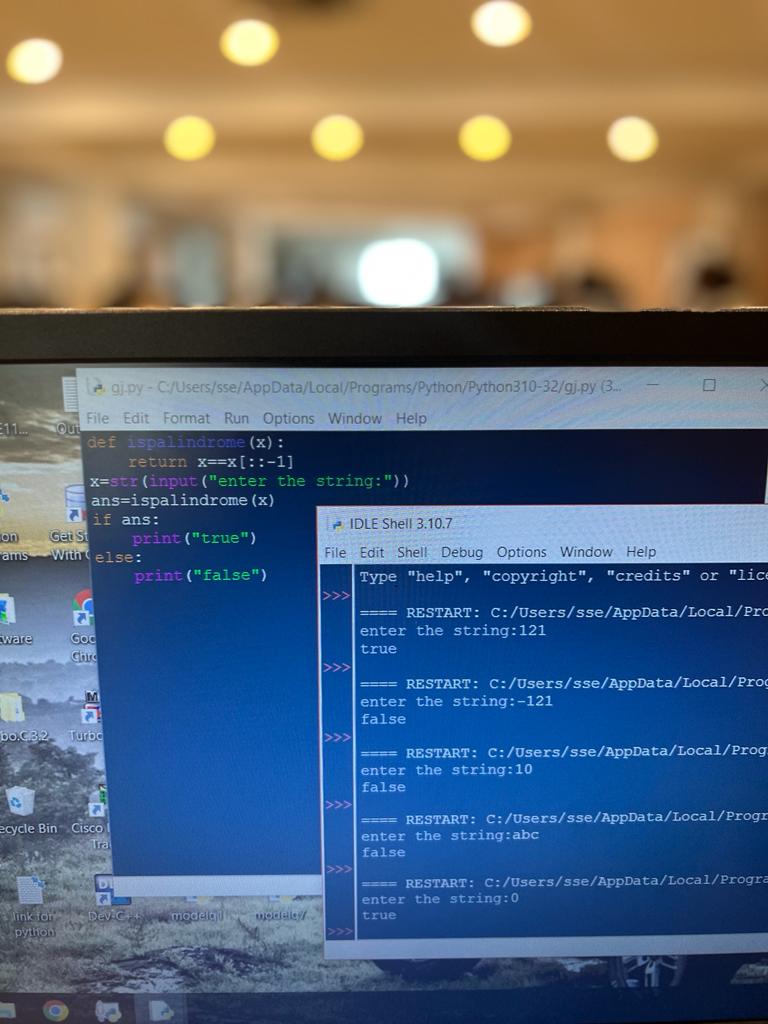 gj.py - C:/Users/sse/AppData/Local/Programs/Python/Python310-32/gj.py (3...
File Edit Format Run Options Window Help
def ispalindrome(x):
    return x==x[::-1]
x=str(input("enter the string:"))
ans=ispalindrome(x)
if ans:
    print("true")
else:
    print("false")
IDLE Shell 3.10.7
File Edit Shell Debug Options Window Help
Type "help", "copyright", "credits" or "lice
>>>
==== RESTART: C:/Users/sse/AppData/Local/Pro
enter the string:121
true
>>>
==== RESTART: C:/Users/sse/AppData/Local/Prog
enter the string:-121
false
>>>
==== RESTART: C:/Users/sse/AppData/Local/Prog
enter the string:10
false
>>>
==== RESTART: C:/Users/sse/AppData/Local/Progr
enter the string:abc
false
>>>
==== RESTART: C:/Users/sse/AppData/Local/Progra
enter the string:0
true
>>>
E11...
Out
on
ams
Get St
With
ware
Goo
Chro
bo.C.3.2
Turbo
ecycle Bin
Cisco
Tra
link for
python
Dev-C++